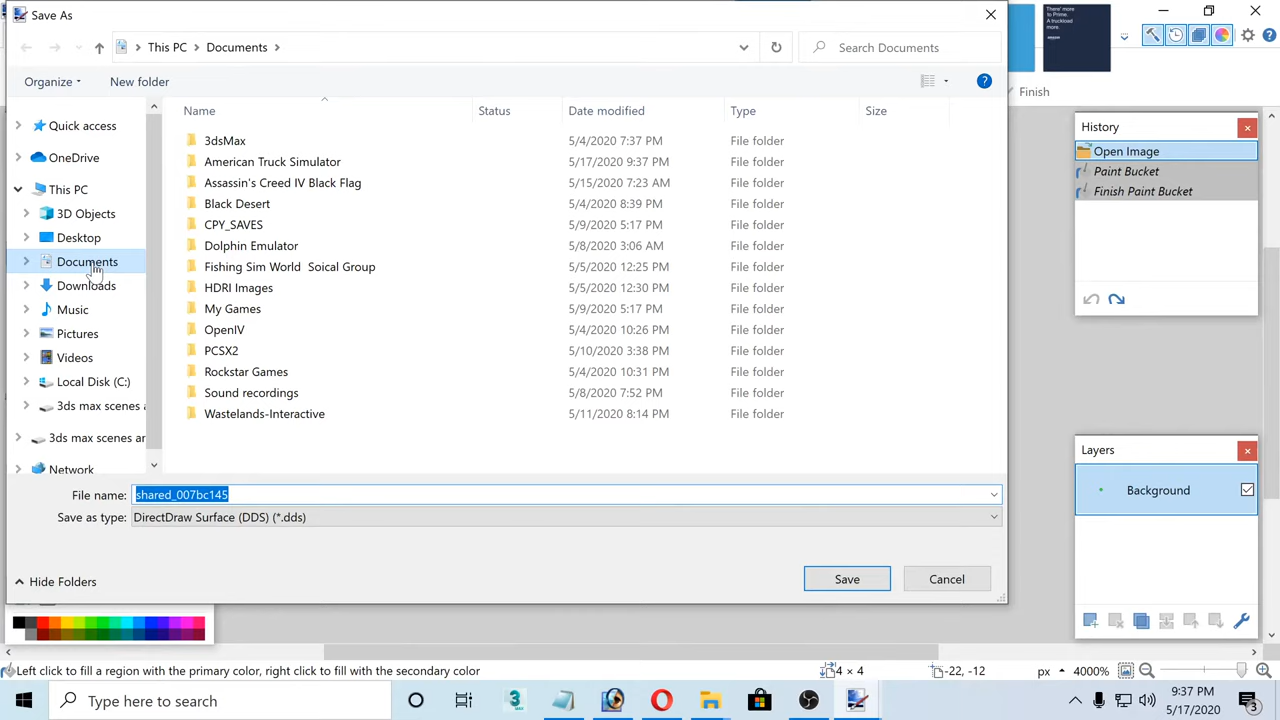 Save As
There' more
to Prime.
A truckload
more.
This PC
Documents
Search Documents
Organize
New folder
Finish
Name
Status
Date modified
Type
Size
Quick access
OneDrive
This PC
3D Objects
Desktop
Documents
Downloads
Music
Pictures
Videos
Local Disk (C:)
3ds max scenes a
3ds max scenes ar
Network
3dsMax 5/4/2020 7:37 PM File folder
American Truck Simulator 5/17/2020 9:37 PM File folder
Assassin's Creed IV Black Flag 5/15/2020 7:23 AM File folder
Black Desert 5/4/2020 8:39 PM File folder
CPY_SAVES 5/9/2020 5:17 PM File folder
Dolphin Emulator 5/8/2020 3:06 AM File folder
Fishing Sim World Soical Group 5/5/2020 12:25 PM File folder
HDRI Images 5/5/2020 12:30 PM File folder
My Games 5/9/2020 5:17 PM File folder
OpenIV 5/4/2020 10:26 PM File folder
PCSX2 5/10/2020 3:38 PM File folder
Rockstar Games 5/4/2020 10:31 PM File folder
Sound recordings 5/8/2020 7:52 PM File folder
Wastelands-Interactive 5/11/2020 8:14 PM File folder
History
Open Image
Paint Bucket
Finish Paint Bucket
Layers
Background
File name: shared_007bc145
Save as type: DirectDraw Surface (DDS) (*.dds)
Hide Folders
Save
Cancel
Left click to fill a region with the primary color, right click to fill with the secondary color
4 × 4
-22, -12
px
4000%
Type here to search
9:37 PM
5/17/2020
3